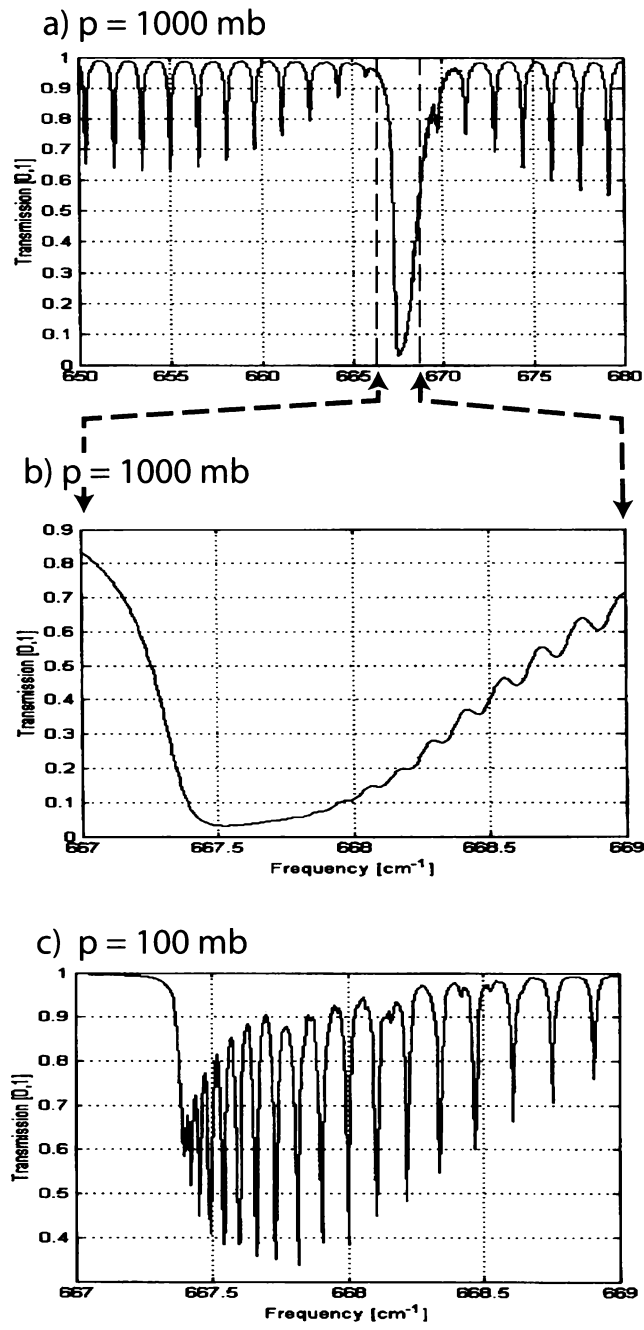 a) p = 1000 mb
Transmission [0,1]
1
0.9
0.8
0.7
0.6
0.5
0.4
0.3
0.2
0.1
0
650 655 660 665 670 675 680
b) p = 1000 mb
Transmission [0,1]
0.9
0.8
0.7
0.6
0.5
0.4
0.3
0.2
0.1
0
667 667.5 668 668.5 669
Frequency [cm⁻¹]
c) p = 100 mb
Transmission [0,1]
1
0.9
0.8
0.7
0.6
0.5
0.4
667 667.5 668 668.5 669
Frequency [cm⁻¹]